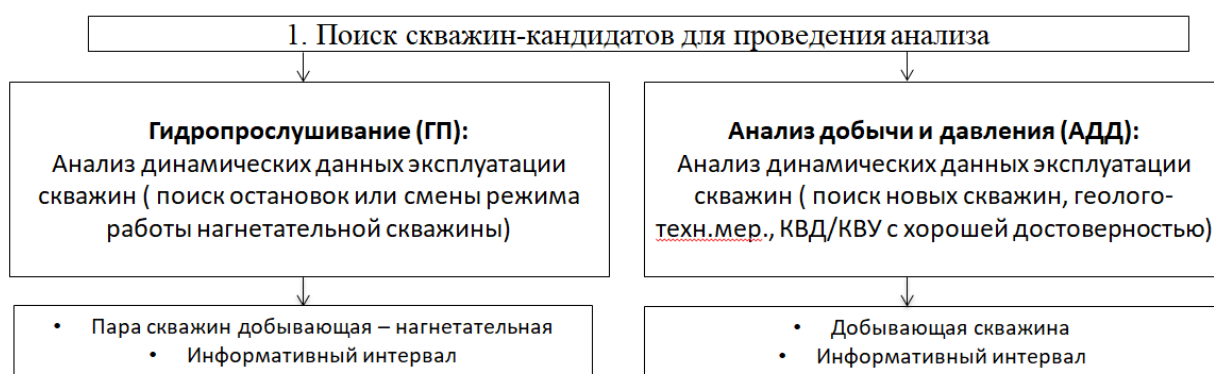 1. Поиск скважин-кандидатов для проведения анализа
Гидропрослушивание (ГП):
Анализ динамических данных эксплуатации
скважин ( поиск остановок или смены режима
работы нагнетательной скважины)
• Пара скважин добывающая – нагнетательная
• Информативный интервал
Анализ добычи и давления (АДД):
Анализ динамических данных эксплуатации
скважин ( поиск новых скважин, геолого-
техн.мер., КВД/КВУ с хорошей достоверностью)
• Добывающая скважина
• Информативный интервал